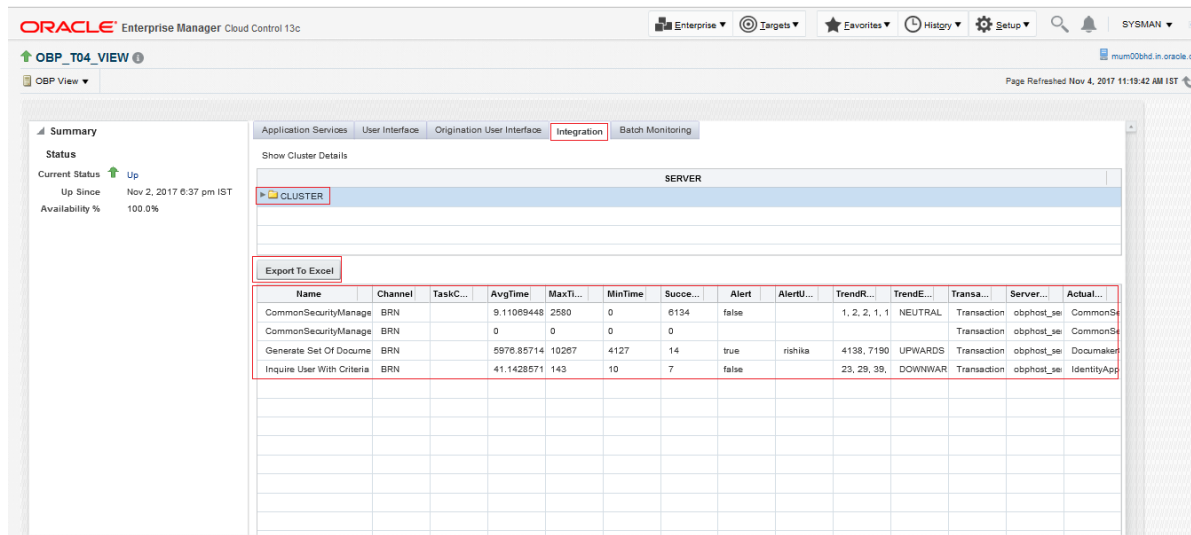 ORACLE Enterprise Manager Cloud Control 13c Enterprise Targets Favorites History Setup SYSMAN
OBP_T04_VIEW mum00bhd.in.oracle.
OBP View Page Refreshed Nov 4, 2017 11:19:42 AM IST
Summary
Status
Current Status Up
Up Since Nov 2, 2017 6:37 pm IST
Availability % 100.0%
Application Services User Interface Origination User Interface Integration Batch Monitoring
Show Cluster Details
SERVER
CLUSTER
Export To Excel
Name Channel TaskC... AvgTime MaxTi... MinTime Succe... Alert AlertU... TrendR... TrendE... Transa... Server... Actual...
CommonSecurityManage BRN 9.11069448 2580 0 6134 false 1, 2, 2, 1, 1 NEUTRAL Transaction obphost_se CommonSe
CommonSecurityManage BRN 0 0 0 0 Transaction obphost_se CommonSe
Generate Set Of Docume BRN 5976.85714 10267 4127 14 true rishika 4138, 7190 UPWARDS Transaction obphost_se Documaker
Inquire User With Criteria BRN 41.1428571 143 10 7 false 23, 29, 39, DOWNWAR Transaction obphost_se IdentityApp